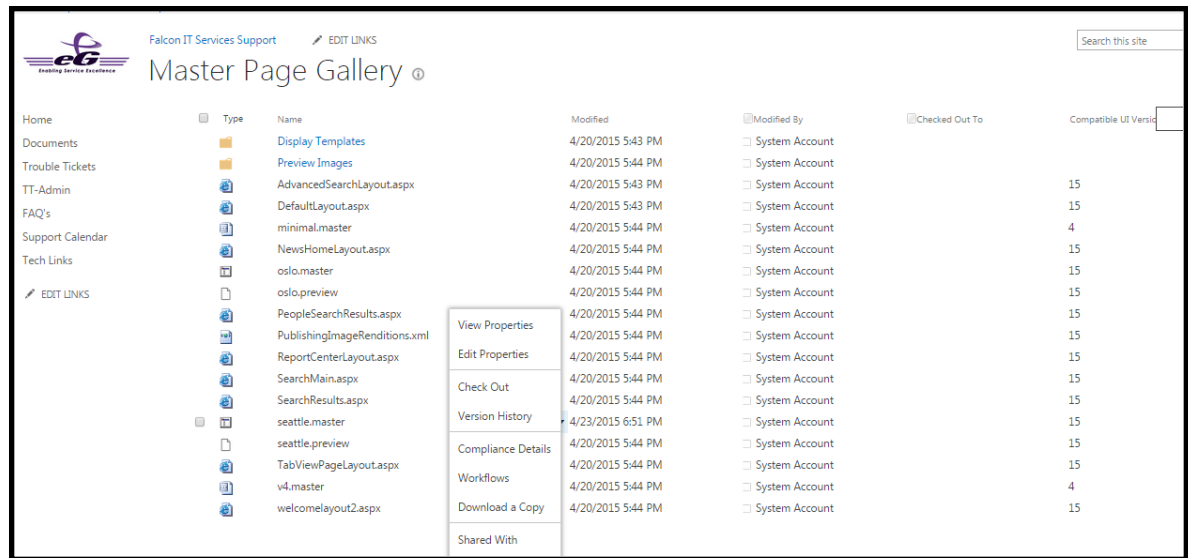 eG
Enabling Service Excellence
Falcon IT Services Support EDIT LINKS
Search this site
Master Page Gallery
Home
Documents
Trouble Tickets
TT-Admin
FAQ's
Support Calendar
Tech Links
EDIT LINKS
Type Name Modified Modified By Checked Out To Compatible UI Versio
Display Templates 4/20/2015 5:43 PM System Account
Preview Images 4/20/2015 5:44 PM System Account
AdvancedSearchLayout.aspx 4/20/2015 5:43 PM System Account 15
DefaultLayout.aspx 4/20/2015 5:43 PM System Account 15
minimal.master 4/20/2015 5:44 PM System Account 4
NewsHomeLayout.aspx 4/20/2015 5:44 PM System Account 15
oslo.master 4/20/2015 5:44 PM System Account 15
oslo.preview 4/20/2015 5:44 PM System Account 15
PeopleSearchResults.aspx 4/20/2015 5:44 PM System Account 15
PublishingImageRenditions.xml 4/20/2015 5:44 PM System Account 15
ReportCenterLayout.aspx 4/20/2015 5:44 PM System Account 15
SearchMain.aspx 4/20/2015 5:44 PM System Account 15
SearchResults.aspx 4/20/2015 5:44 PM System Account 15
seattle.master 4/23/2015 6:51 PM System Account 15
seattle.preview 4/20/2015 5:44 PM System Account 15
TabViewPageLayout.aspx 4/20/2015 5:44 PM System Account 15
v4.master 4/20/2015 5:44 PM System Account 4
welcomelayout2.aspx 4/20/2015 5:44 PM System Account 15
View Properties
Edit Properties
Check Out
Version History
Compliance Details
Workflows
Download a Copy
Shared With